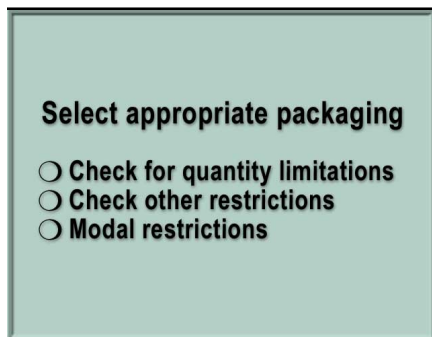 Select appropriate packaging
❍ Check for quantity limitations
❍ Check other restrictions
❍ Modal restrictions